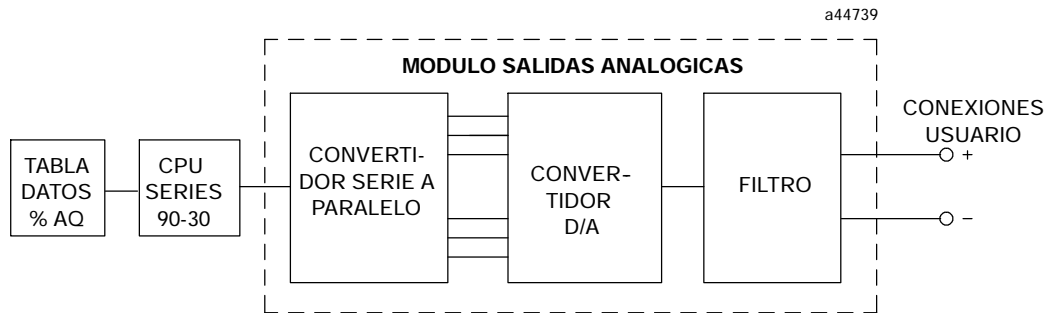 a44739
MODULO SALIDAS ANALOGICAS
TABLA
DATOS
% AQ
CPU
SERIES
90-30
CONVERTI-
DOR SERIE A
PARALELO
CONVER-
TIDOR
D/A
FILTRO
CONEXIONES
USUARIO
+
−